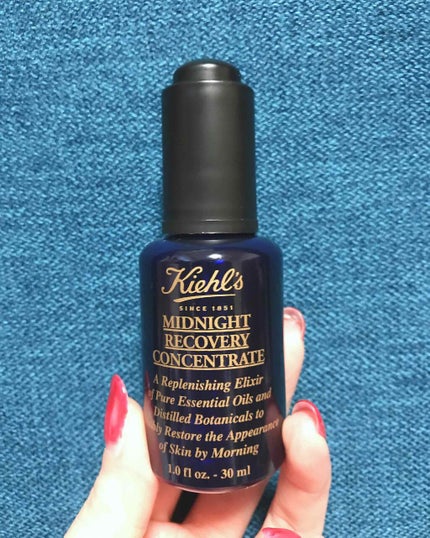 Kiehl's
SINCE 1851
MIDNIGHT
RECOVERY
CONCENTRATE
A Replenishing Elixir
of Pure Essential Oils and
Distilled Botanicals to
Restore the Appearance
of Skin by Morning
1.0 fl oz. - 30 ml